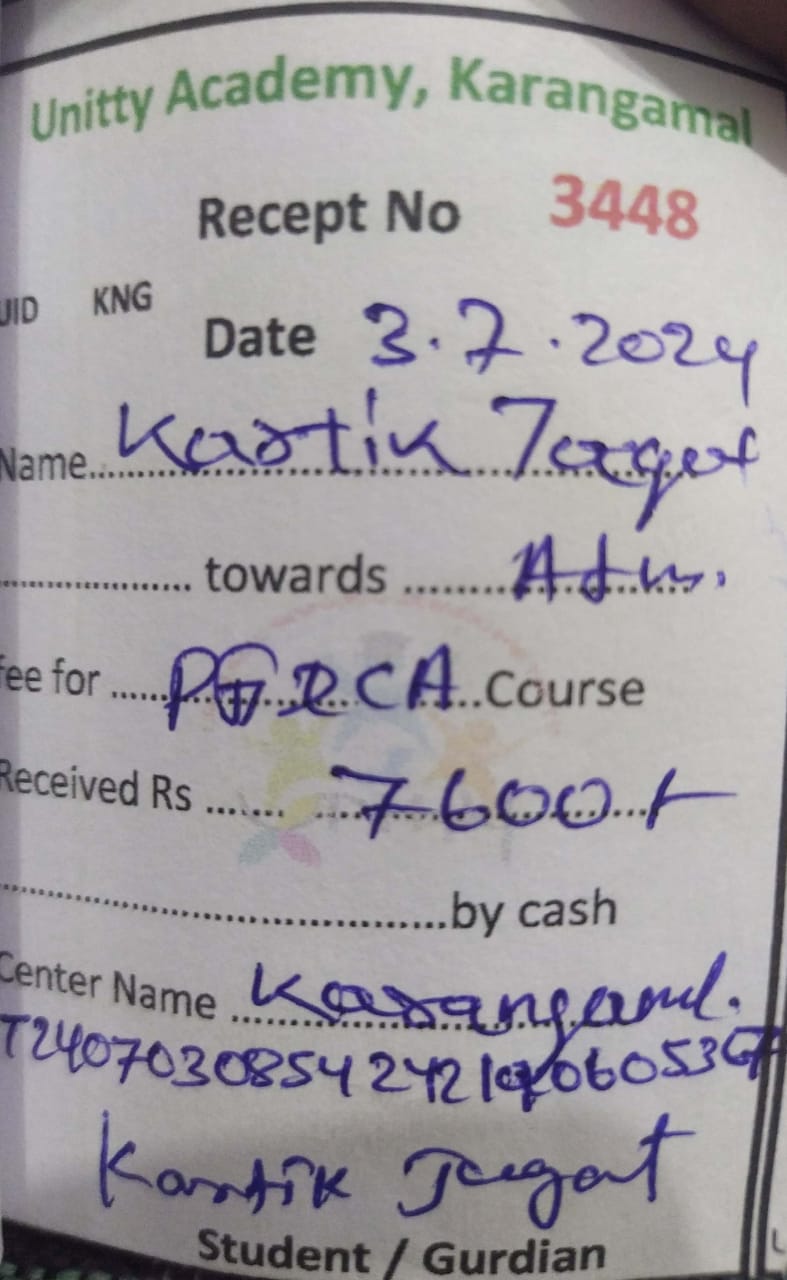 Unitty Academy, Karangamal
Recept No 3448
UID KNG
Date 3.7.2024
Name.....Kartik Jagat
.................. towards ........Adm.
fee for ......PGDCA...Course
Received Rs ....... 7600/-
..................................by cash
Center Name ....Karangamal.
Kartik Jagat
Student / Gurdian